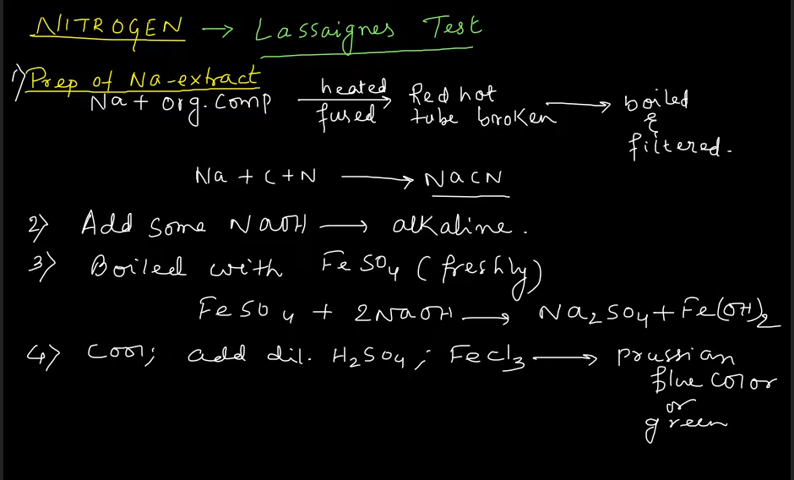 NITROGEN → Lassaignes Test
1) Prep of Na-extract
Na + Org. Comp heated fused → Red hot tube broken → boiled & filtered.
Na + C + N → NaCN
2) Add some NaOH → alkaline.
3) Boiled with FeSO4 (freshly)
FeSO4 + 2NaOH → Na2SO4 + Fe(OH)2
4) Cool; add dil. H2SO4; FeCl3 → prussian
blue color
or
green